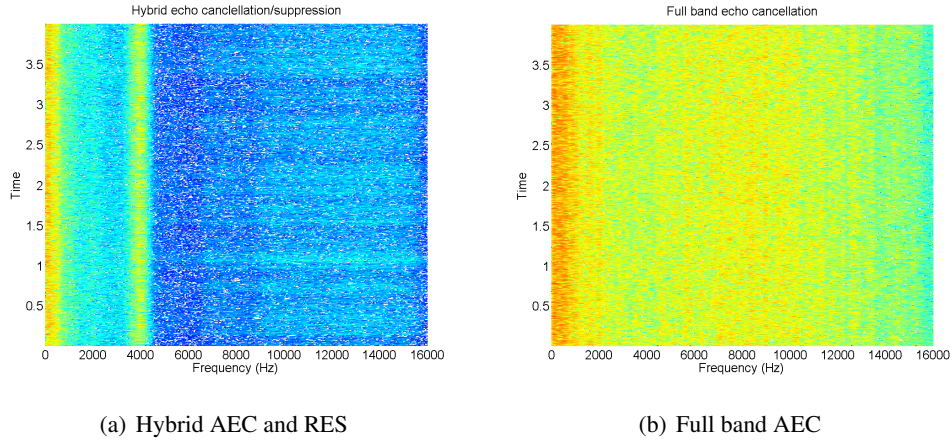 Hybrid echo canclellation/suppression
3.5
3
2.5
2
1.5
1
0.5
Time
0 2000 4000 6000 8000 10000 12000 14000 16000
Frequency (Hz)
(a) Hybrid AEC and RES
Full band echo cancellation
3.5
3
2.5
2
1.5
1
0.5
Time
0 2000 4000 6000 8000 10000 12000 14000 16000
Frequency (Hz)
(b) Full band AEC